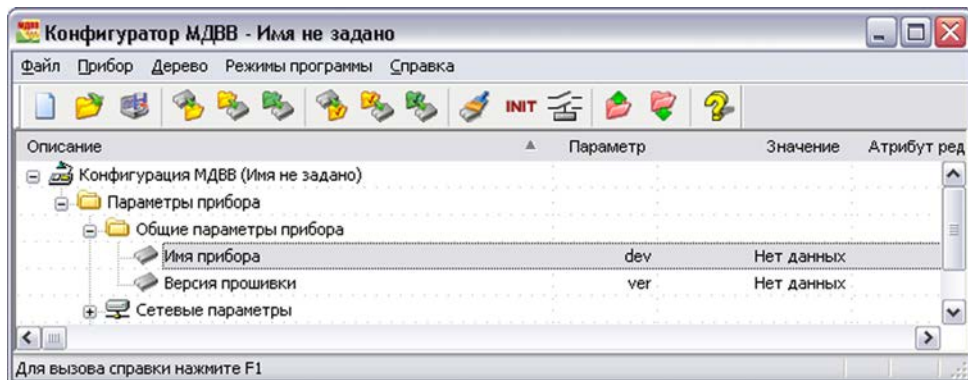 МДВВ
Конфигуратор МДВВ - Имя не задано
Файл Прибор Дерево Режимы программы Справка
INIT
Описание Параметр Значение Атрибут ред
Конфигурация МДВВ (Имя не задано)
Параметры прибора
Общие параметры прибора
Имя прибора dev Нет данных
Версия прошивки ver Нет данных
Сетевые параметры
Для вызова справки нажмите F1